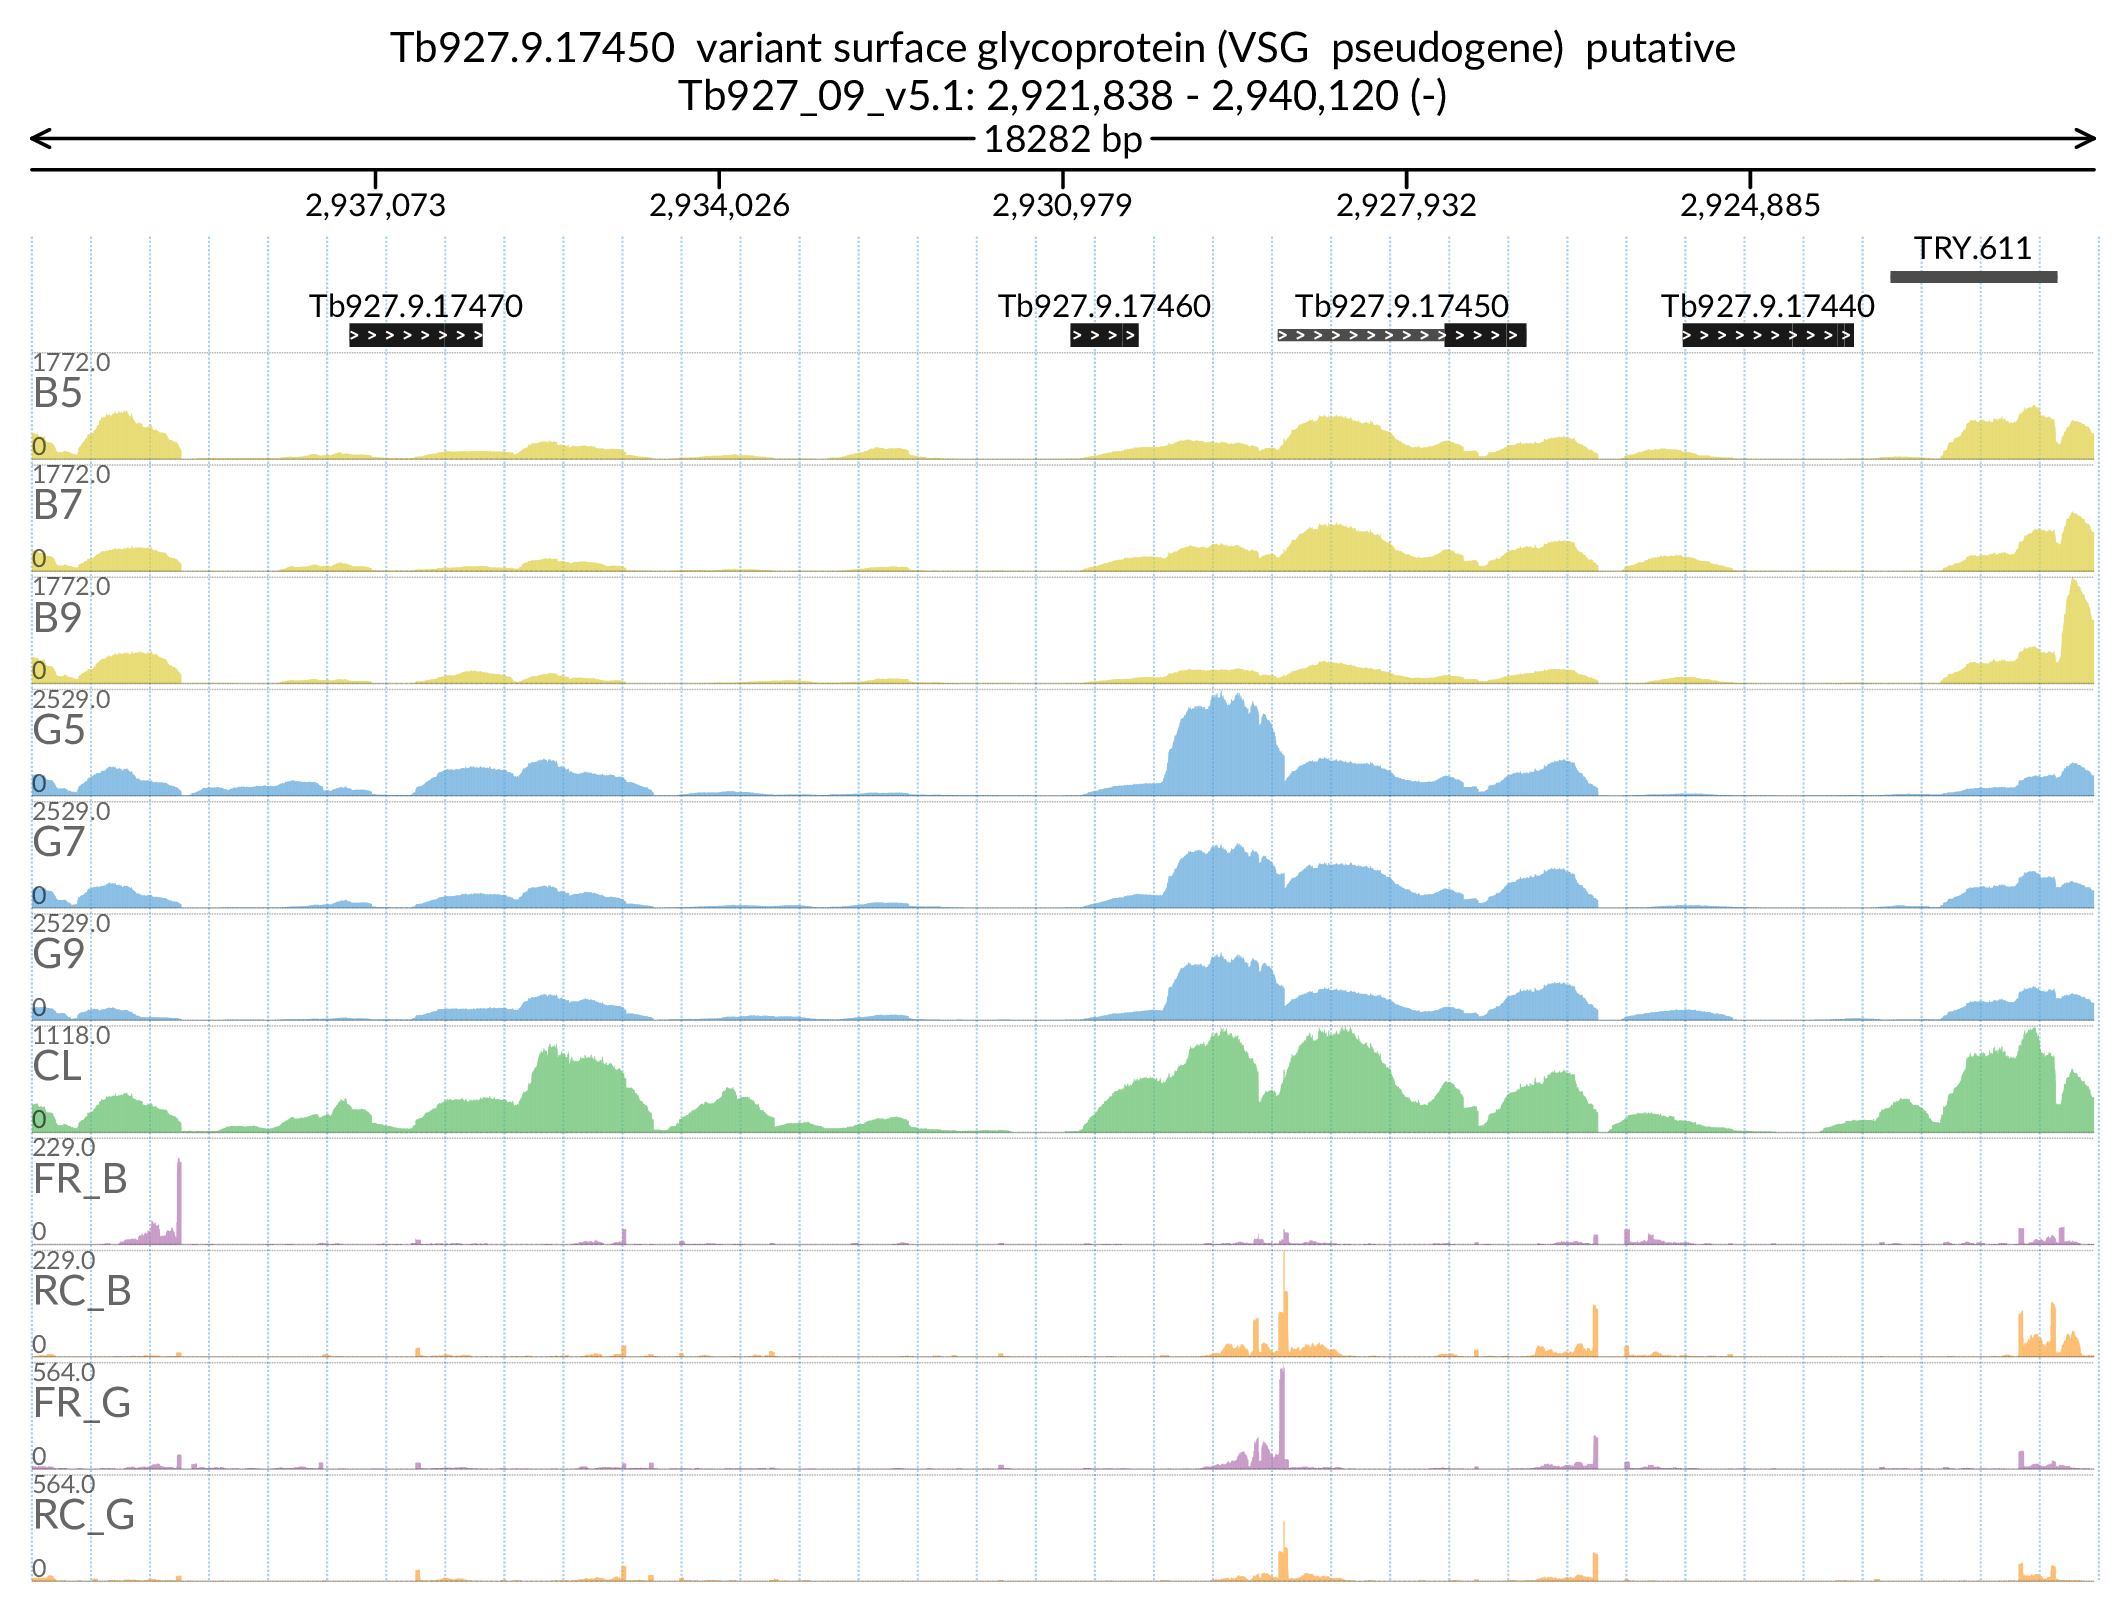 Tb927.9.17450 variant surface glycoprotein (VSG pseudogene) putative
Tb927_09_v5.1: 2,921,838 - 2,940,120 (-)
18282 bp
2,937,073 2,934,026 2,930,979 2,927,932 2,924,885
TRY.611
Tb927.9.17470 Tb927.9.17460 Tb927.9.17450 Tb927.9.17440
1772.0
B5
0
1772.0
B7
0
1772.0
B9
0
2529.0
G5
0
2529.0
G7
0
2529.0
G9
0
1118.0
CL
0
229.0
FR_B
0
229.0
RC_B
0
564.0
FR_G
0
564.0
RC_G
0